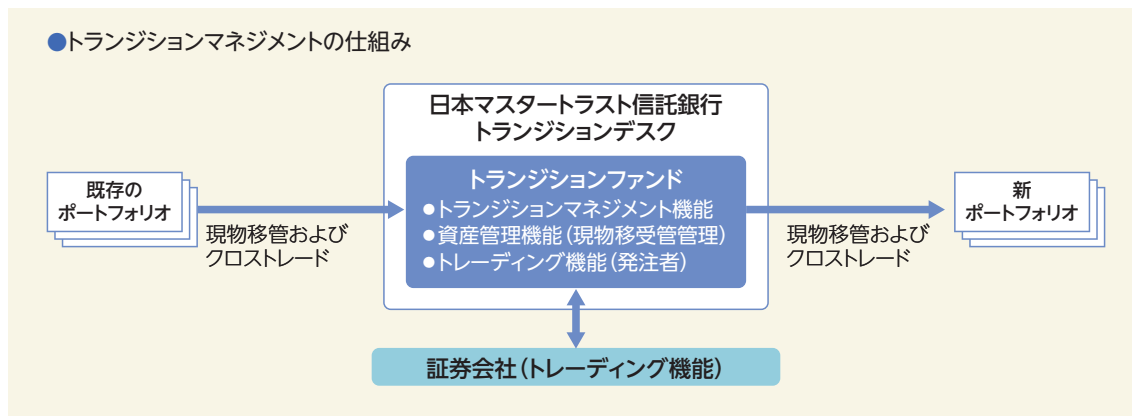 ●トランジションマネジメントの仕組み
日本マスタートラスト信託銀行
トランジションデスク
既存の
ポートフォリオ
現物移管および
クロストレード
トランジションファンド
●トランジションマネジメント機能
●資産管理機能(現物移受管管理)
●トレーディング機能(発注者)
現物移管および
クロストレード
新
ポートフォリオ
証券会社(トレーディング機能)